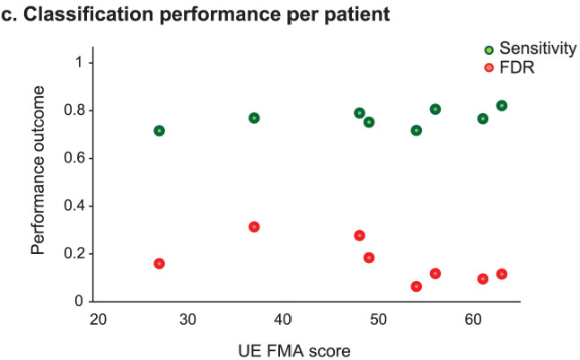 c. Classification performance per patient
Sensitivity
FDR
Performance outcome
1
0.8
0.6
0.4
0.2
0
20 30 40 50 60
UE FMA score